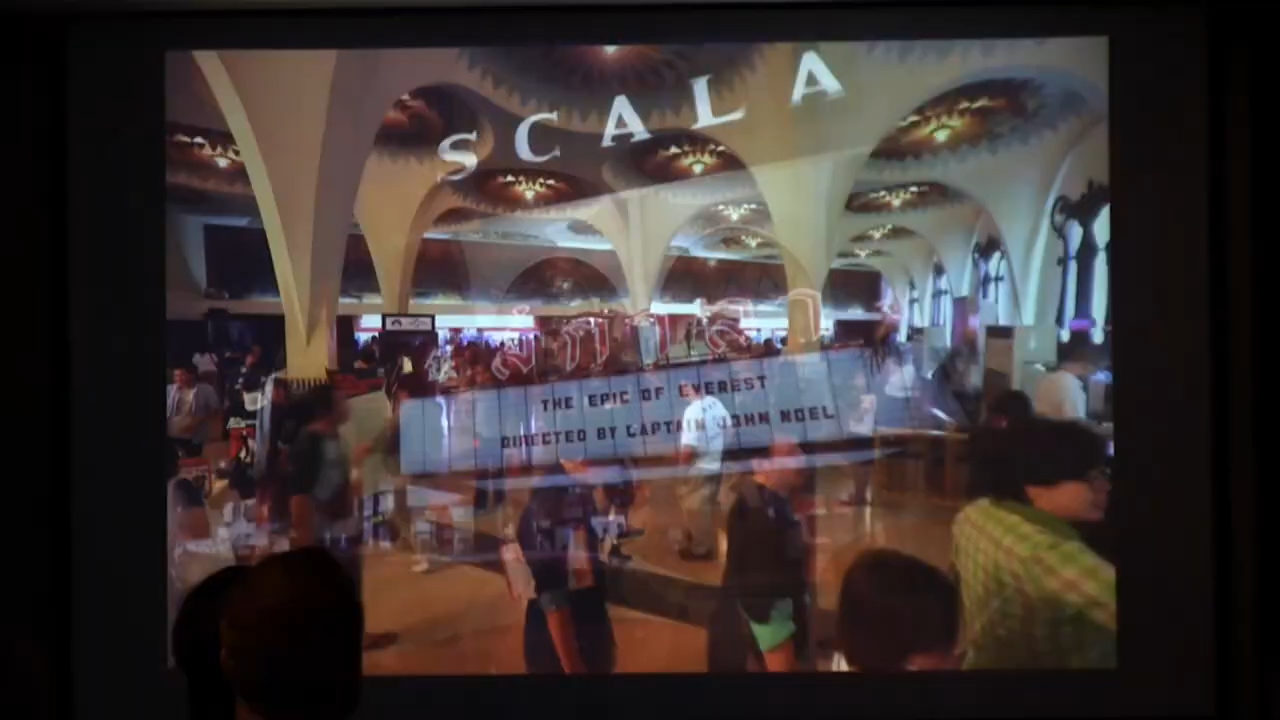 SCALA
THE EPIC OF EVEREST
DIRECTED BY CAPTAIN JOHN NOEL